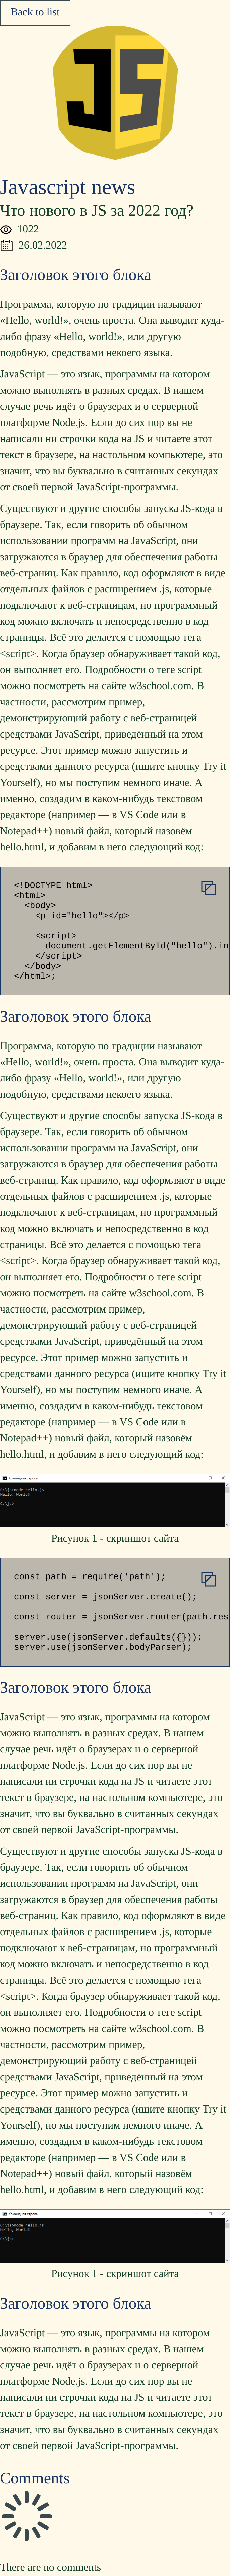 Back to list
JS
Javascript news
Что нового в JS за 2022 год?
1022
26.02.2022
Заголовок этого блока
Программа, которую по традиции называют
«Hello, world!», очень проста. Она выводит куда-
либо фразу «Hello, world!», или другую
подобную, средствами некоего языка.
JavaScript — это язык, программы на котором
можно выполнять в разных средах. В нашем
случае речь идёт о браузерах и о серверной
платформе Node.js. Если до сих пор вы не
написали ни строчки кода на JS и читаете этот
текст в браузере, на настольном компьютере, это
значит, что вы буквально в считанных секундах
от своей первой JavaScript-программы.
Существуют и другие способы запуска JS-кода в
браузере. Так, если говорить об обычном
использовании программ на JavaScript, они
загружаются в браузер для обеспечения работы
веб-страниц. Как правило, код оформляют в виде
отдельных файлов с расширением .js, которые
подключают к веб-страницам, но программный
код можно включать и непосредственно в код
страницы. Всё это делается с помощью тега
<script>. Когда браузер обнаруживает такой код,
он выполняет его. Подробности о теге script
можно посмотреть на сайте w3school.com. В
частности, рассмотрим пример,
демонстрирующий работу с веб-страницей
средствами JavaScript, приведённый на этом
ресурсе. Этот пример можно запустить и
средствами данного ресурса (ищите кнопку Try it
Yourself), но мы поступим немного иначе. А
именно, создадим в каком-нибудь текстовом
редакторе (например — в VS Code или в
Notepad++) новый файл, который назовём
hello.html, и добавим в него следующий код:
<!DOCTYPE html>
<html>
<body>
<p id="hello"></p>
<script>
document.getElementById("hello").in
</script>
</body>
</html>;
Заголовок этого блока
Программа, которую по традиции называют
«Hello, world!», очень проста. Она выводит куда-
либо фразу «Hello, world!», или другую
подобную, средствами некоего языка.
Существуют и другие способы запуска JS-кода в
браузере. Так, если говорить об обычном
использовании программ на JavaScript, они
загружаются в браузер для обеспечения работы
веб-страниц. Как правило, код оформляют в виде
отдельных файлов с расширением .js, которые
подключают к веб-страницам, но программный
код можно включать и непосредственно в код
страницы. Всё это делается с помощью тега
<script>. Когда браузер обнаруживает такой код,
он выполняет его. Подробности о теге script
можно посмотреть на сайте w3school.com. В
частности, рассмотрим пример,
демонстрирующий работу с веб-страницей
средствами JavaScript, приведённый на этом
ресурсе. Этот пример можно запустить и
средствами данного ресурса (ищите кнопку Try it
Yourself), но мы поступим немного иначе. А
именно, создадим в каком-нибудь текстовом
редакторе (например — в VS Code или в
Notepad++) новый файл, который назовём
hello.html, и добавим в него следующий код:
Командная строка
C:\js>node hello.js
Hello, World!
C:\js>
Рисунок 1 - скриншот сайта
const path = require('path');
const server = jsonServer.create();
const router = jsonServer.router(path.res
server.use(jsonServer.defaults({}));
server.use(jsonServer.bodyParser);
Заголовок этого блока
JavaScript — это язык, программы на котором
можно выполнять в разных средах. В нашем
случае речь идёт о браузерах и о серверной
платформе Node.js. Если до сих пор вы не
написали ни строчки кода на JS и читаете этот
текст в браузере, на настольном компьютере, это
значит, что вы буквально в считанных секундах
от своей первой JavaScript-программы.
Существуют и другие способы запуска JS-кода в
браузере. Так, если говорить об обычном
использовании программ на JavaScript, они
загружаются в браузер для обеспечения работы
веб-страниц. Как правило, код оформляют в виде
отдельных файлов с расширением .js, которые
подключают к веб-страницам, но программный
код можно включать и непосредственно в код
страницы. Всё это делается с помощью тега
<script>. Когда браузер обнаруживает такой код,
он выполняет его. Подробности о теге script
можно посмотреть на сайте w3school.com. В
частности, рассмотрим пример,
демонстрирующий работу с веб-страницей
средствами JavaScript, приведённый на этом
ресурсе. Этот пример можно запустить и
средствами данного ресурса (ищите кнопку Try it
Yourself), но мы поступим немного иначе. А
именно, создадим в каком-нибудь текстовом
редакторе (например — в VS Code или в
Notepad++) новый файл, который назовём
hello.html, и добавим в него следующий код:
Командная строка
C:\js>node hello.js
Hello, World!
C:\js>
Рисунок 1 - скриншот сайта
Заголовок этого блока
JavaScript — это язык, программы на котором
можно выполнять в разных средах. В нашем
случае речь идёт о браузерах и о серверной
платформе Node.js. Если до сих пор вы не
написали ни строчки кода на JS и читаете этот
текст в браузере, на настольном компьютере, это
значит, что вы буквально в считанных секундах
от своей первой JavaScript-программы.
Comments
There are no comments